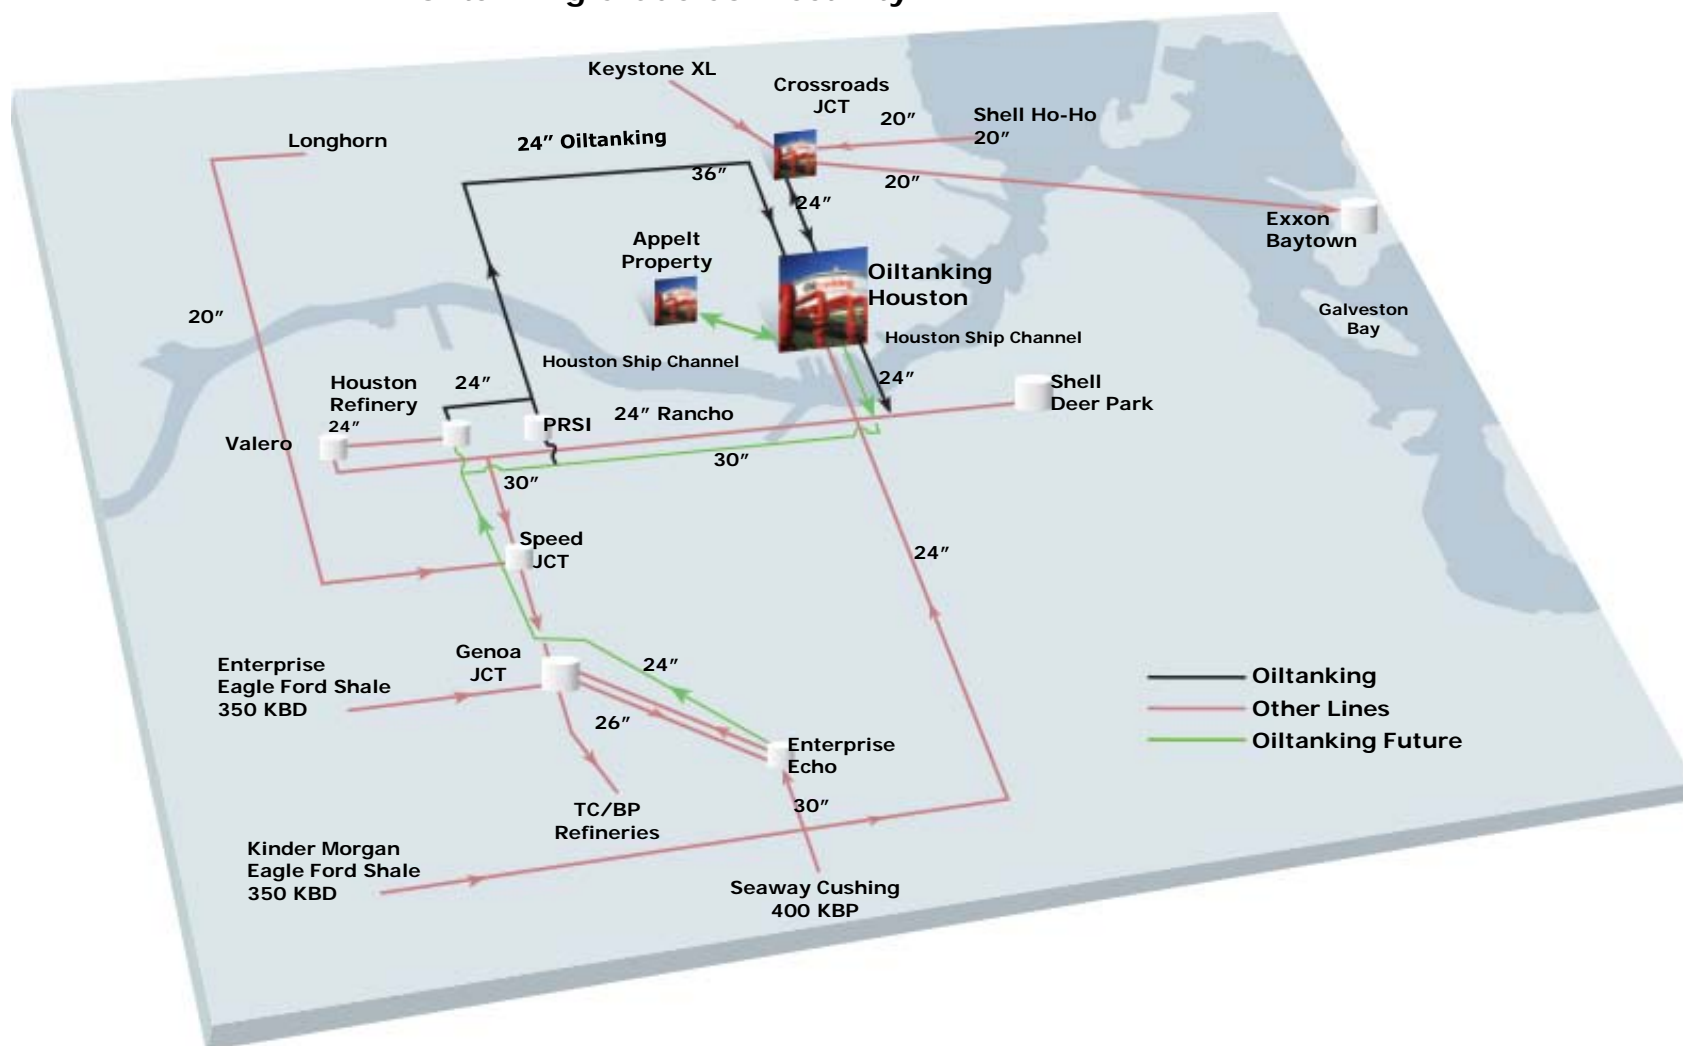 Keystone XL
Crossroads
JCT
20"
Shell Ho-Ho
20"
Longhorn
24" Oiltanking
36"
20"
24"
Exxon
Baytown
Appelt
Property
Oiltanking
Houston
20"
Galveston
Bay
Houston Ship Channel
Houston Ship Channel
24"
Houston
Refinery
24"
24"
Shell
Deer Park
24" Rancho
PRSI
Valero
30"
30"
Speed
JCT
24"
Genoa
JCT
Enterprise
Eagle Ford Shale
350 KBD
24"
26"
Oiltanking
Other Lines
Oiltanking Future
Enterprise
Echo
30"
TC/BP
Refineries
Kinder Morgan
Eagle Ford Shale
350 KBD
Seaway Cushing
400 KBP